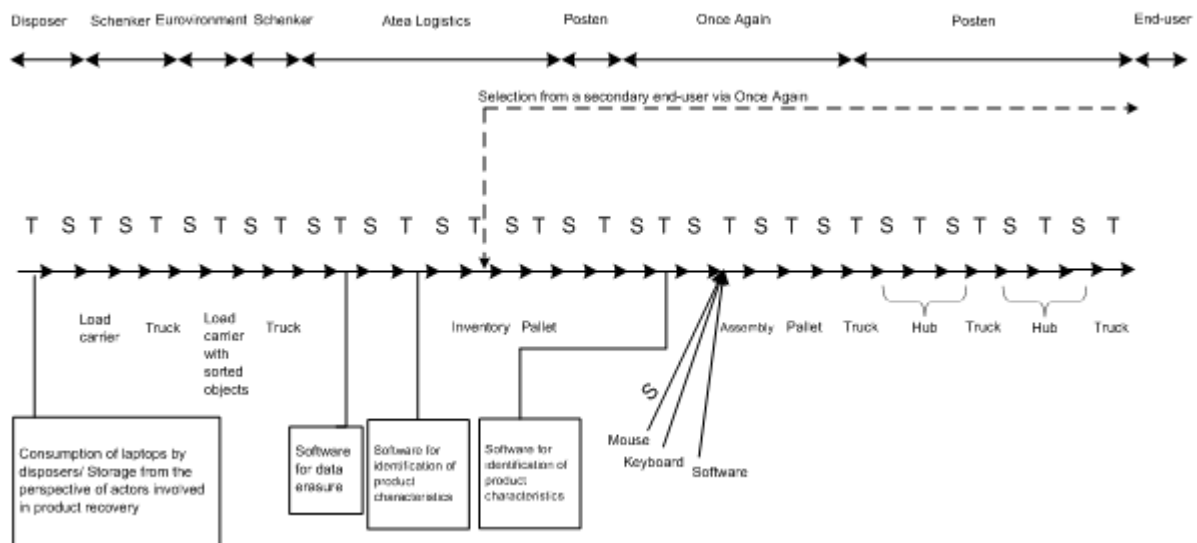 Disposer Schenker Eurovironment Schenker Atea Logistics Posten Once Again Posten End-user
Selection from a secondary end-user via Once Again
T S T S T S T S T S T S T S T S T S T S T S T S T S T S T S T S T
Load carrier
Truck
Load carrier with sorted objects
Truck
Inventory
Pallet
Assembly
Pallet
Truck
Hub
Truck
Hub
Truck
S
Mouse
Keyboard
Software
Consumption of laptops by
disposers/ Storage from the
perspective of actors involved
in product recovery
Software
for data
erasure
Software for
identification of
product
characteristics
Software for
identification of
product
characteristics